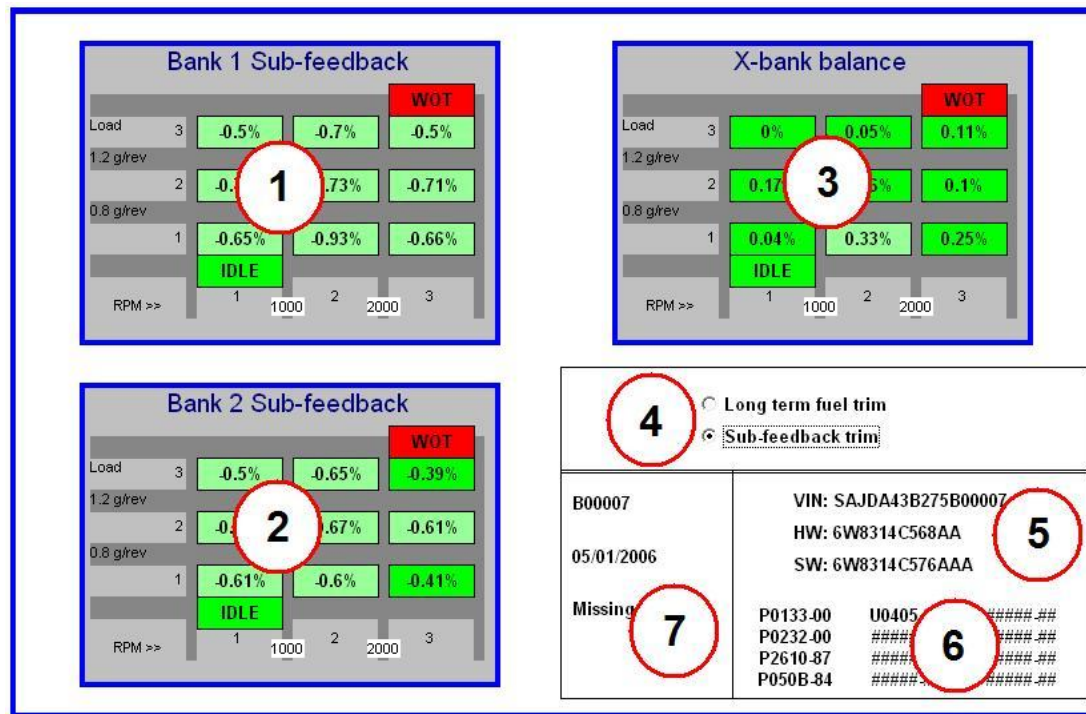 Bank 1 Sub-feedback
WOT
Load 3 -0.5% -0.7% -0.5%
1.2 g/rev
2 -0. .73% -0.71%
0.8 g/rev
1 -0.65% -0.93% -0.66%
IDLE
RPM >> 1 1000 2 2000 3
1
X-bank balance
WOT
Load 3 0% 0.05% 0.11%
1.2 g/rev
2 0.17 % 0.1%
0.8 g/rev
1 0.04% 0.33% 0.25%
IDLE
RPM >> 1 1000 2 2000 3
3
Bank 2 Sub-feedback
WOT
Load 3 -0.5% -0.65% -0.39%
1.2 g/rev
2 -0. .67% -0.61%
0.8 g/rev
1 -0.61% -0.6% -0.41%
IDLE
RPM >> 1 1000 2 2000 3
2
4
Long term fuel trim
Sub-feedback trim
B00007
05/01/2006
Missing
7
VIN: SAJDA43B275B00007
HW: 6W8314C568AA
SW: 6W8314C576AAA
5
P0133-00 U0405 #####-##
P0232-00 ##### #####-##
P2610-87 ##### #####-##
P050B-84 #####-## #####-##
6